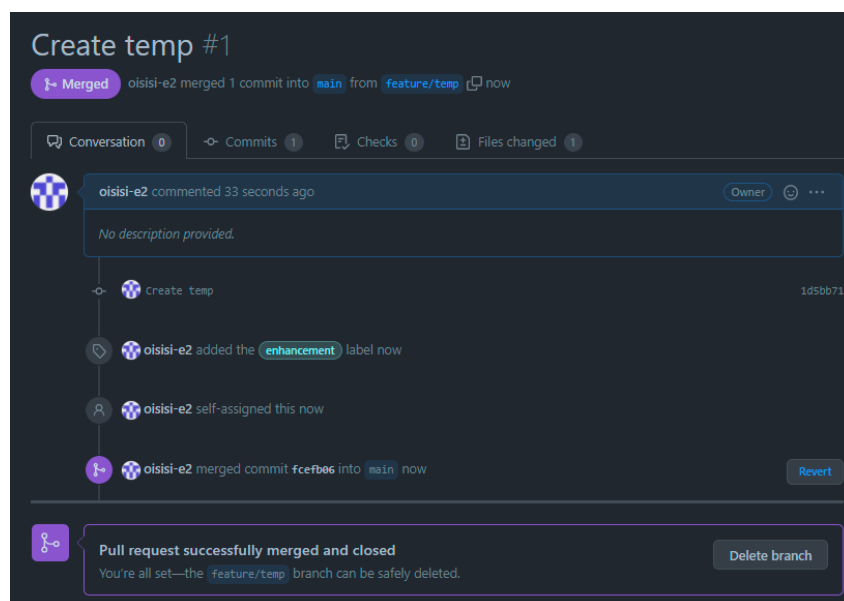 Create temp #1
Merged oisisi-e2 merged 1 commit into main from feature/temp now
Conversation 0 Commits 1 Checks 0 Files changed 1
oisisi-e2 commented 33 seconds ago Owner ...
No description provided.
Create temp 1d5bb71
oisisi-e2 added the enhancement label now
oisisi-e2 self-assigned this now
oisisi-e2 merged commit fcefb06 into main now Revert
Pull request successfully merged and closed
You're all set—the feature/temp branch can be safely deleted.
Delete branch